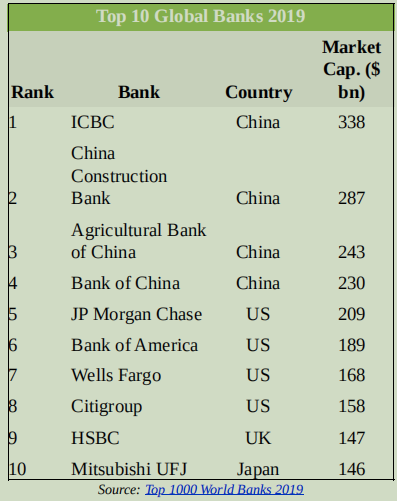 Top 10 Global Banks 2019
Market
Cap. ($
Rank Bank Country bn)
1 ICBC China 338
China
Construction
2 Bank China 287
Agricultural Bank
3 of China China 243
4 Bank of China China 230
5 JP Morgan Chase US 209
6 Bank of America US 189
7 Wells Fargo US 168
8 Citigroup US 158
9 HSBC UK 147
10 Mitsubishi UFJ Japan 146
Source: Top 1000 World Banks 2019